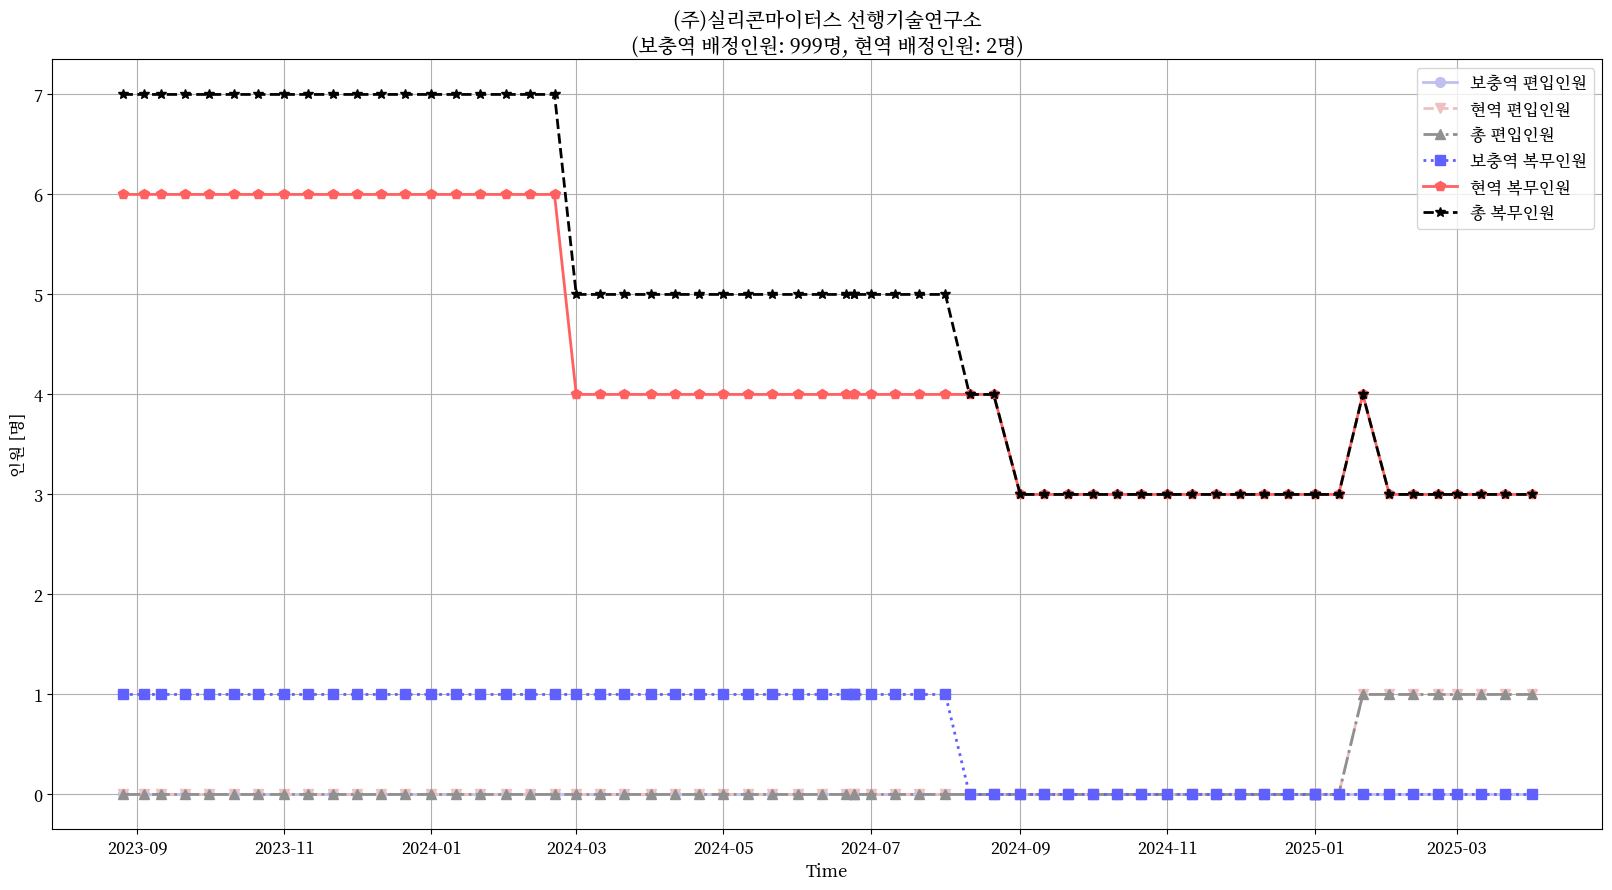 (주)실리콘마이터스 선행기술연구소
(보충역 배정인원: 999명, 현역 배정인원: 2명)
보충역 편입인원
현역 편입인원
총 편입인원
보충역 복무인원
현역 복무인원
총 복무인원
인원 [명]
7
6
5
4
3
2
1
0
2023-09
2023-11
2024-01
2024-03
2024-05
2024-07
2024-09
2024-11
2025-01
2025-03
Time